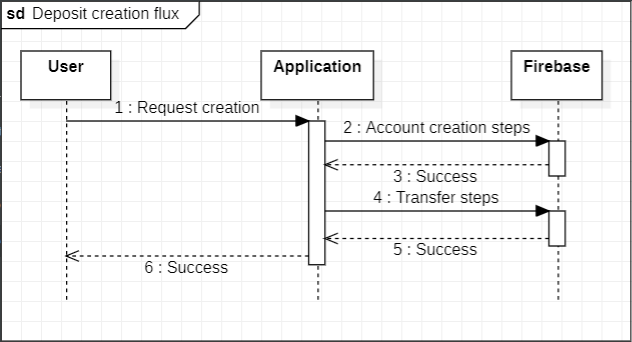 sd Deposit creation flux
User
Application
Firebase
1 : Request creation
2 : Account creation steps
3 : Success
4 : Transfer steps
5 : Success
6 : Success